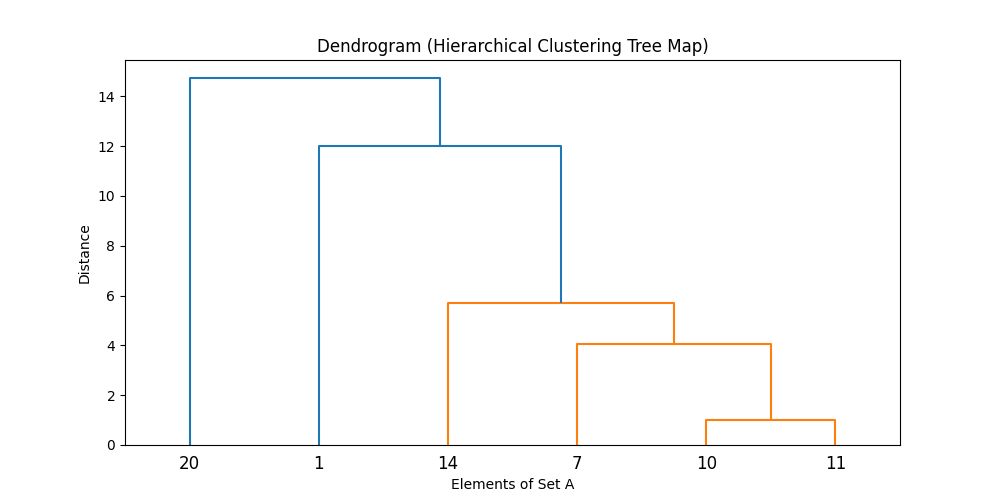 Dendrogram (Hierarchical Clustering Tree Map)
14
12
10
8
6
4
2
0
Distance
20 1 14 7 10 11
Elements of Set A